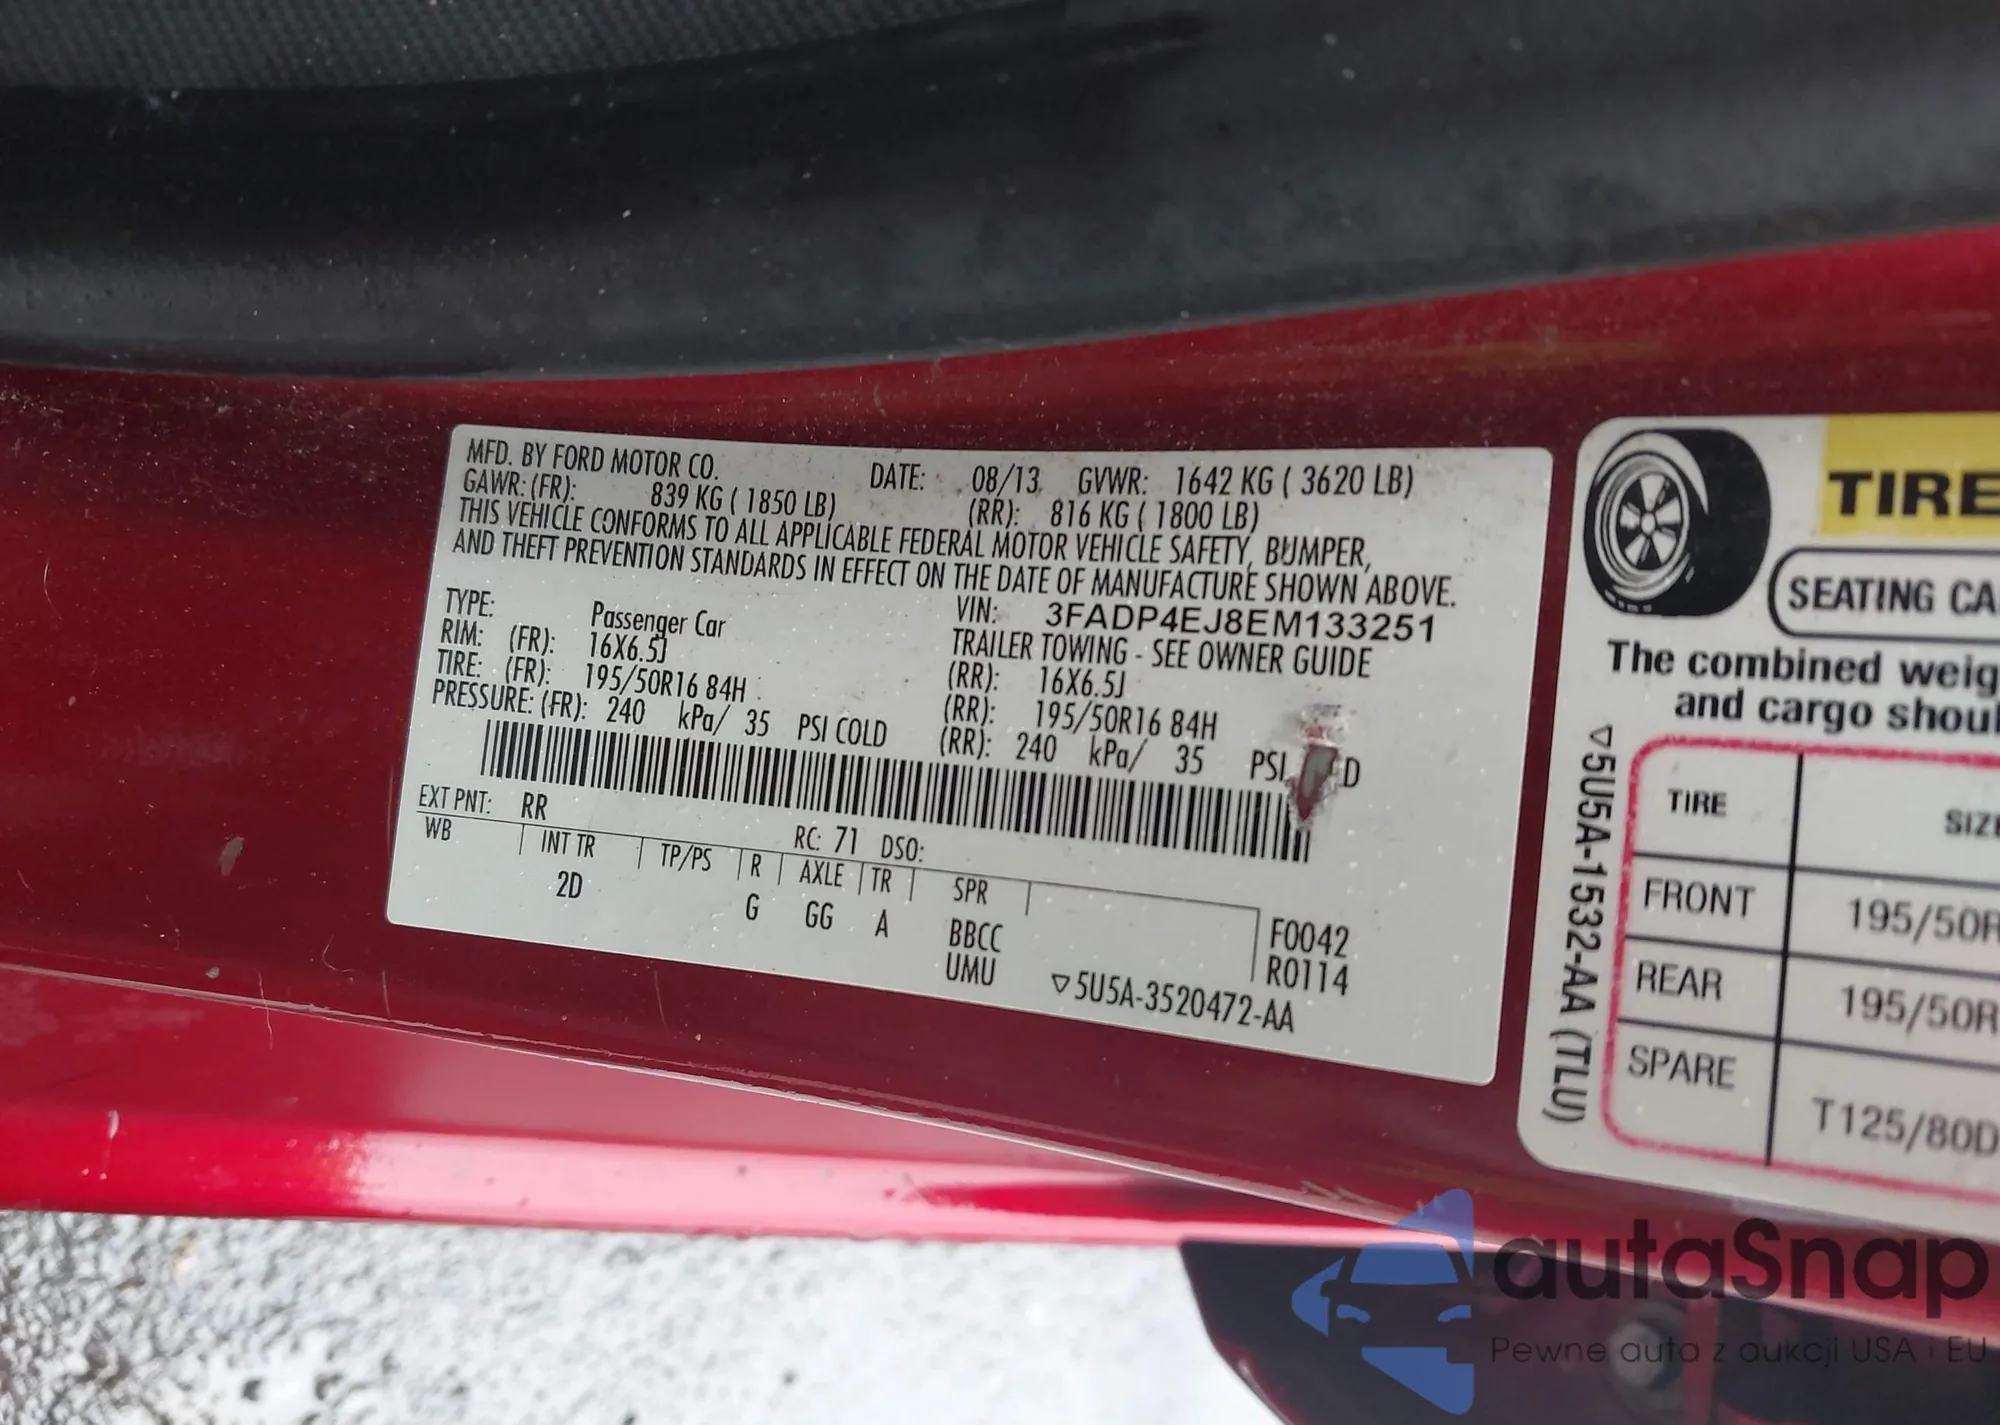 MFD. BY FORD MOTOR CO. DATE: 08/13 GVWR: 1642 KG ( 3620 LB)
GAWR: (FR): 839 KG ( 1850 LB) (RR): 816 KG ( 1800 LB)
THIS VEHICLE CONFORMS TO ALL APPLICABLE FEDERAL MOTOR VEHICLE SAFETY, BUMPER,
AND THEFT PREVENTION STANDARDS IN EFFECT ON THE DATE OF MANUFACTURE SHOWN ABOVE.
VIN: 3FADP4EJ8EM133251
TYPE: Passenger Car TRAILER TOWING - SEE OWNER GUIDE
RIM: (FR): 16X6.5J (RR): 16X6.5J
TIRE: (FR): 195/50R16 84H (RR): 195/50R16 84H
PRESSURE: (FR): 240 kPa/ 35 PSI COLD (RR): 240 kPa/ 35 PSI D
EXT PNT: RR RC: 71 DSO:
WB INT TR TP/PS R AXLE TR SPR
2D G GG A BBCC F0042
UMU R0114
▽5U5A-3520472-AA
TIRE
SEATING CA
The combined weig
and cargo shoul
▽5U5A-1532-AA (TLU)
TIRE SIZE
FRONT 195/50R
REAR 195/50R
SPARE T125/80D
autaSnap
Pewne auta z aukcji USA i EU